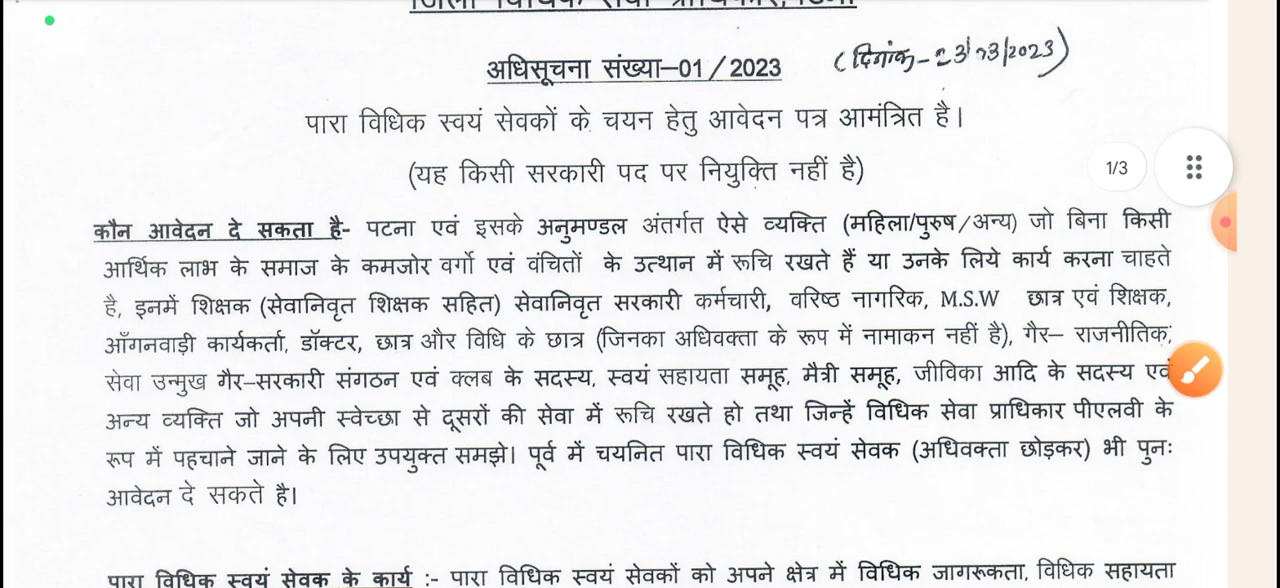 जिला विधिक सेवा प्राधिकार,
अधिसूचना संख्या–01 / 2023
(दिनांक-23/03/2023)
पारा विधिक स्वयं सेवकों के चयन हेतु आवेदन पत्र आमंत्रित है।
(यह किसी सरकारी पद पर नियुक्ति नहीं है)
1/3
कौन आवेदन दे सकता है- पटना एवं इसके अनुमण्डल अंतर्गत ऐसे व्यक्ति (महिला/पुरुष/अन्य) जो बिना किसी
आर्थिक लाभ के समाज के कमजोर वर्गो एवं वंचितों के उत्थान में रूचि रखते हैं या उनके लिये कार्य करना चाहते
है, इनमें शिक्षक (सेवानिवृत शिक्षक सहित) सेवानिवृत सरकारी कर्मचारी, वरिष्ठ नागरिक, M.S.W छात्र एवं शिक्षक,
आँगनवाड़ी कार्यकर्ता, डॉक्टर, छात्र और विधि के छात्र (जिनका अधिवक्ता के रूप में नामाकन नहीं है), गैर– राजनीतिक,
सेवा उन्मुख गैर–सरकारी संगठन एवं क्लब के सदस्य, स्वयं सहायता समूह, मैत्री समूह, जीविका आदि के सदस्य एवं
अन्य व्यक्ति जो अपनी स्वेच्छा से दूसरों की सेवा में रूचि रखते हो तथा जिन्हें विधिक सेवा प्राधिकार पीएलवी के
रूप में पहचाने जाने के लिए उपयुक्त समझे। पूर्व में चयनित पारा विधिक स्वयं सेवक (अधिवक्ता छोड़कर) भी पुनः
आवेदन दे सकते है।
पारा विधिक स्वयं सेवक के कार्य :- पारा विधिक स्वयं सेवकों को अपने क्षेत्र में विधिक जागरूकता, विधिक सहायता